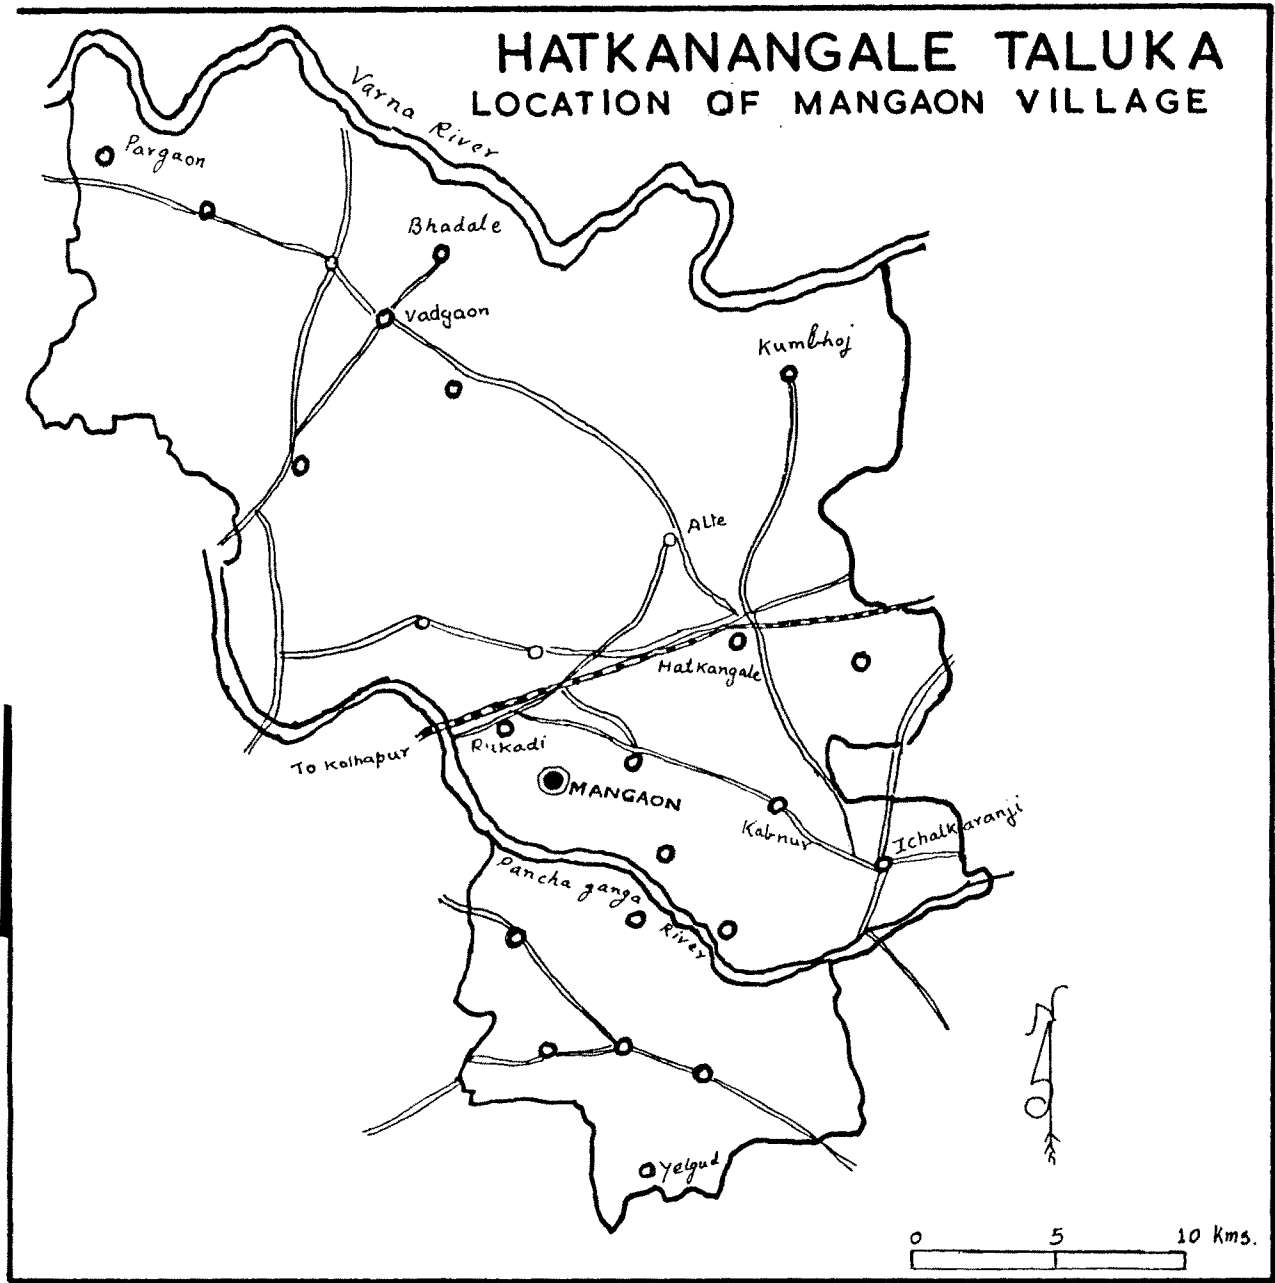 HATKANANGALE TALUKA
LOCATION OF MANGAON VILLAGE
Varna River
Pargaon
Bhadale
Vadgaon
Kumbhoj
Alte
Hatkangale
To Kolhapur
Rukadi
MANGAON
Kabnur
Ichalkaranji
Pancha ganga River
Yelgud
N
0 5 10 Kms.